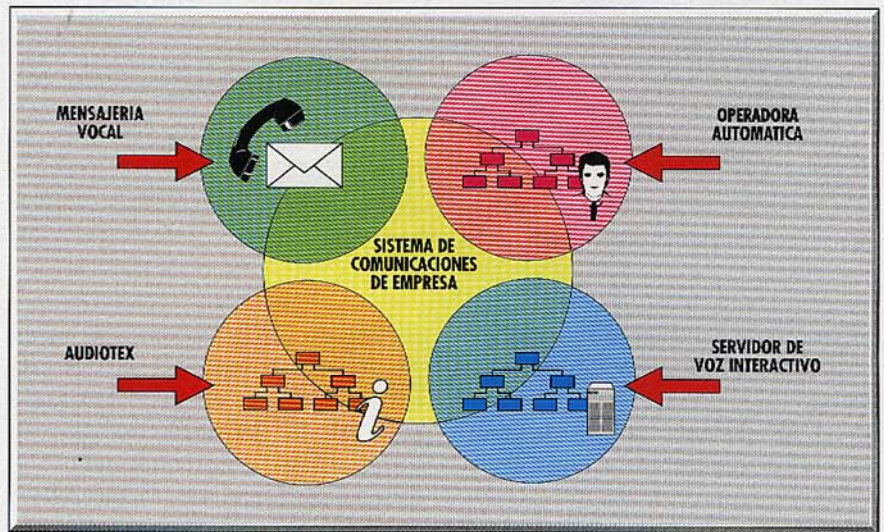 MENSAJERIA
VOCAL
OPERADORA
AUTOMATICA
SISTEMA DE
COMUNICACIONES
DE EMPRESA
AUDIOTEX
SERVIDOR DE
VOZ INTERACTIVO